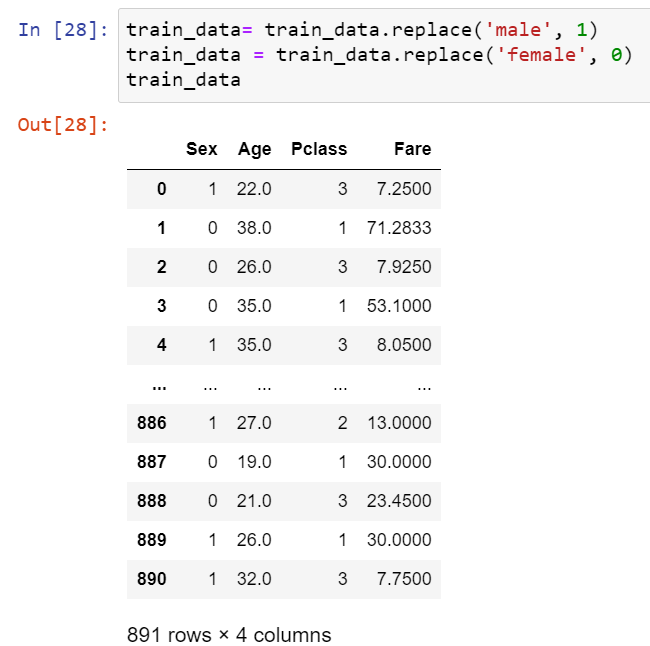 In [28]: train_data= train_data.replace('male', 1)
train_data = train_data.replace('female', 0)
train_data
Out[28]:
Sex Age Pclass Fare
0 1 22.0 3 7.2500
1 0 38.0 1 71.2833
2 0 26.0 3 7.9250
3 0 35.0 1 53.1000
4 1 35.0 3 8.0500
... ... ... ... ...
886 1 27.0 2 13.0000
887 0 19.0 1 30.0000
888 0 21.0 3 23.4500
889 1 26.0 1 30.0000
890 1 32.0 3 7.7500
891 rows × 4 columns